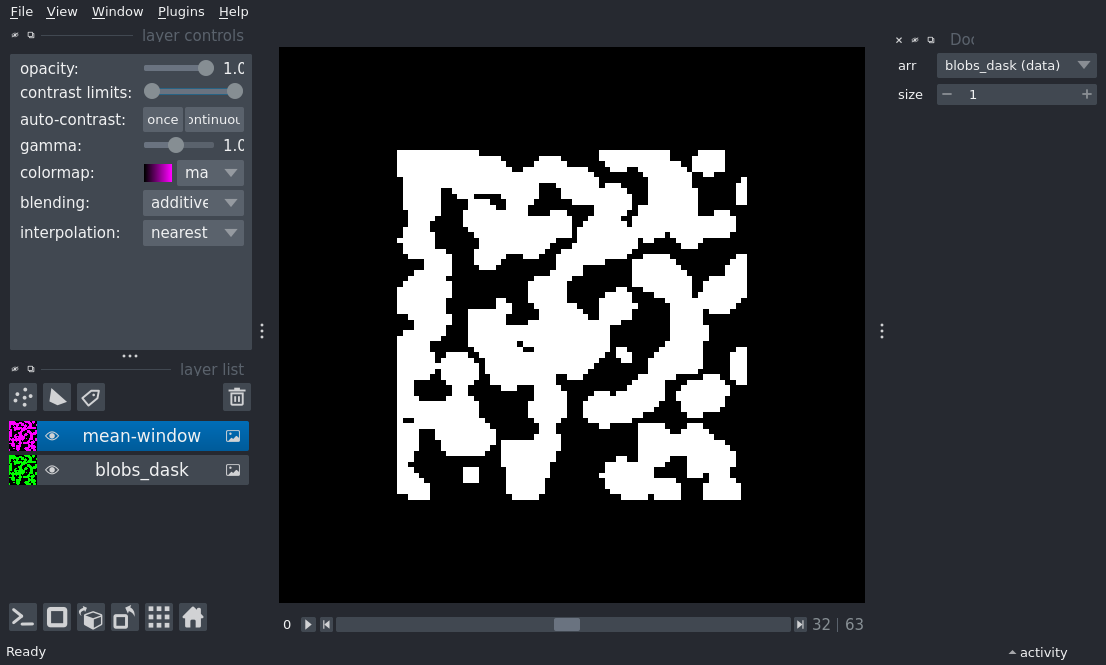 File View Window Plugins Help
layer controls
opacity: 1.0
contrast limits:
auto-contrast: once ontinuou
gamma: 1.0
colormap: ma
blending: additive
interpolation: nearest
layer list
mean-window
blobs_dask
0 32 | 63
Doc
arr blobs_dask (data)
size 1
Ready
activity